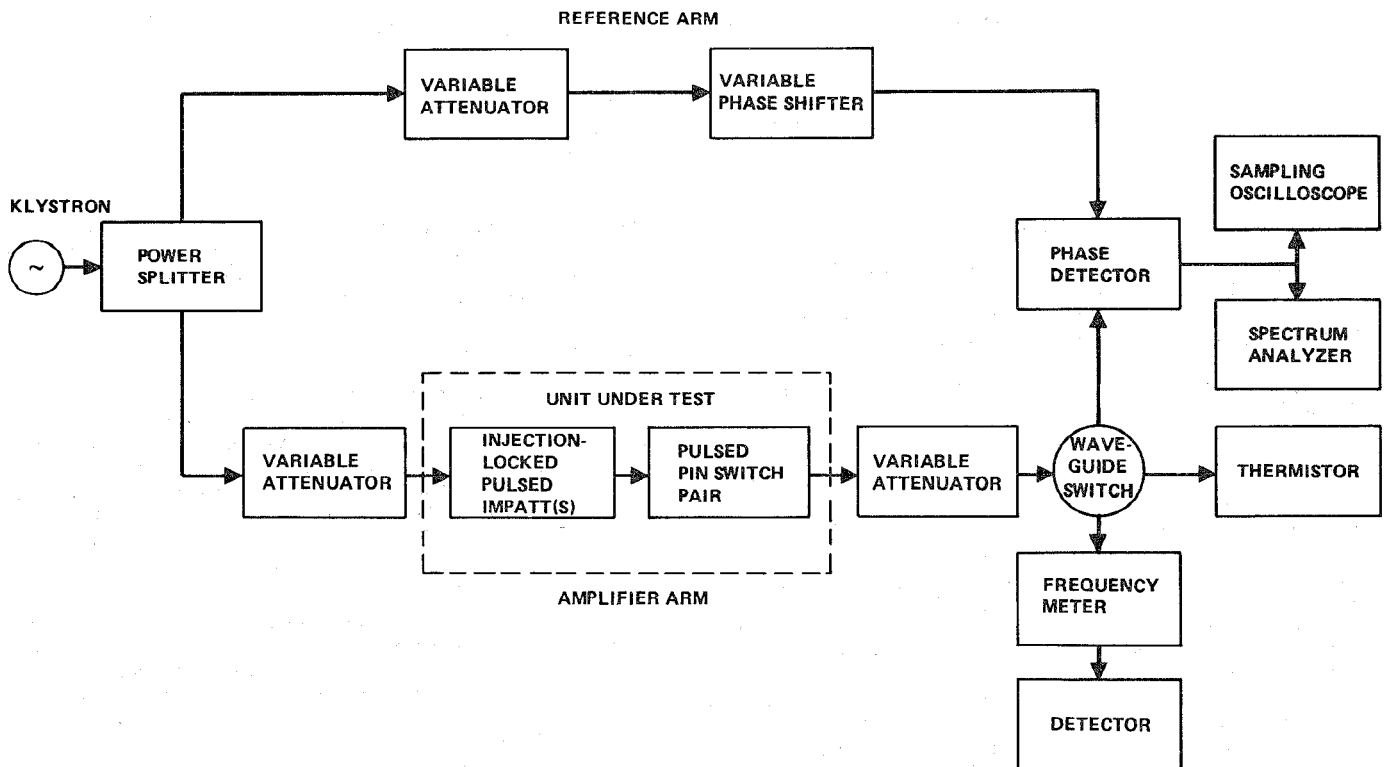 REFERENCE ARM
VARIABLE
ATTENUATOR
VARIABLE
PHASE SHIFTER
SAMPLING
OSCILLOSCOPE
KLYSTRON
~
POWER
SPLITTER
PHASE
DETECTOR
SPECTRUM
ANALYZER
UNIT UNDER TEST
VARIABLE
ATTENUATOR
INJECTION-
LOCKED
PULSED
IMPATT(S)
PULSED
PIN SWITCH
PAIR
VARIABLE
ATTENUATOR
WAVE-
GUIDE
SWITCH
THERMISTOR
AMPLIFIER ARM
FREQUENCY
METER
DETECTOR